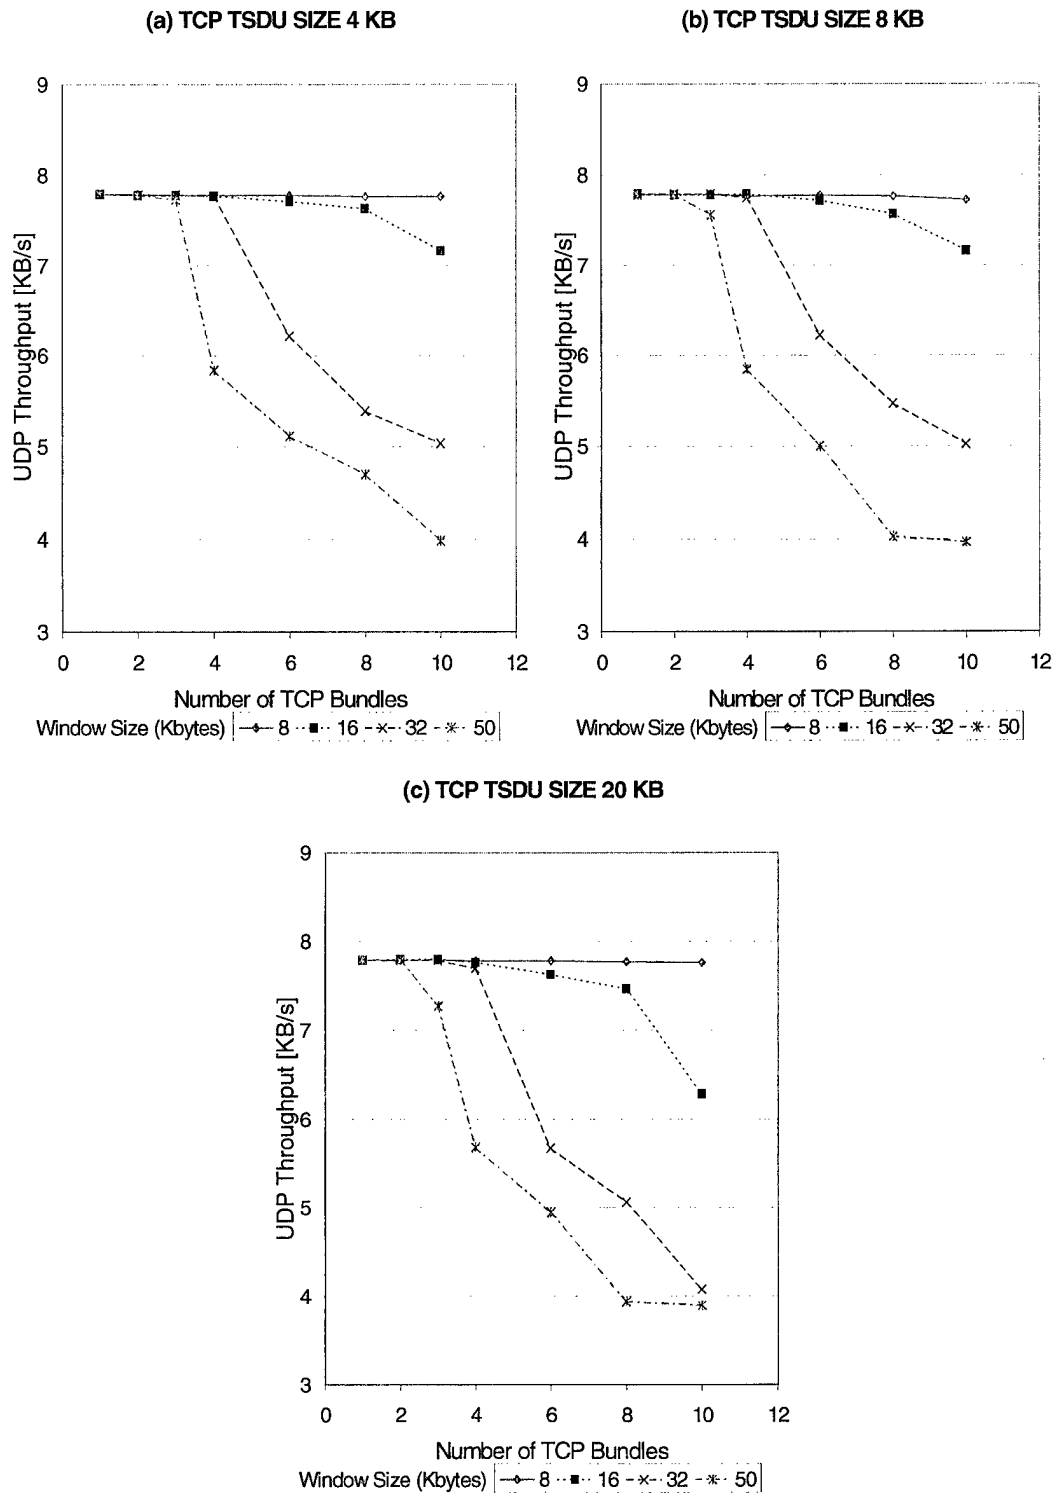 (a) TCP TSDU SIZE 4 KB
9
8
7
6
5
4
3
UDP Throughput [KB/s]
0 2 4 6 8 10 12
Number of TCP Bundles
Window Size (Kbytes) 8 16 32 50
(b) TCP TSDU SIZE 8 KB
9
8
7
6
5
4
3
UDP Throughput [KB/s]
0 2 4 6 8 10 12
Number of TCP Bundles
Window Size (Kbytes) 8 16 32 50
(c) TCP TSDU SIZE 20 KB
9
8
7
6
5
4
3
UDP Throughput [KB/s]
0 2 4 6 8 10 12
Number of TCP Bundles
Window Size (Kbytes) 8 16 32 50